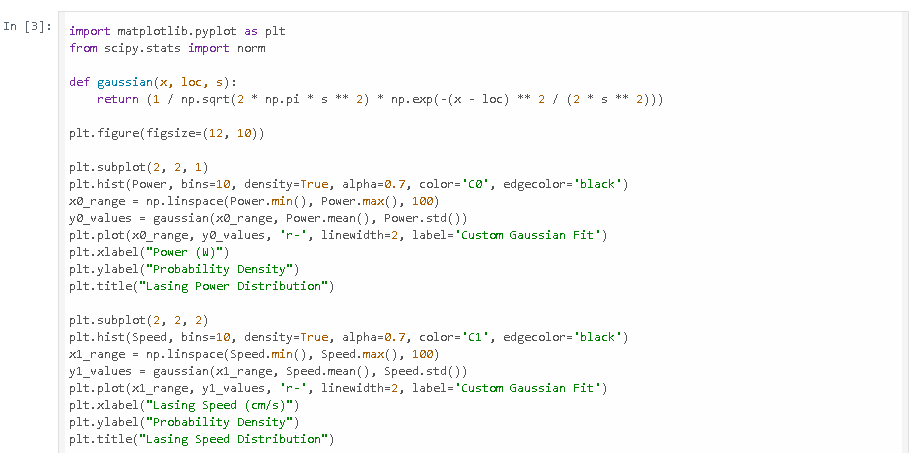 In [3]:
import matplotlib.pyplot as plt
from scipy.stats import norm
def gaussian(x, loc, s):
    return (1 / np.sqrt(2 * np.pi * s ** 2) * np.exp(-(x - loc) ** 2 / (2 * s ** 2)))
plt.figure(figsize=(12, 10))
plt.subplot(2, 2, 1)
plt.hist(Power, bins=10, density=True, alpha=0.7, color='C0', edgecolor='black')
x0_range = np.linspace(Power.min(), Power.max(), 100)
y0_values = gaussian(x0_range, Power.mean(), Power.std())
plt.plot(x0_range, y0_values, 'r-', linewidth=2, label='Custom Gaussian Fit')
plt.xlabel("Power (W)")
plt.ylabel("Probability Density")
plt.title("Lasing Power Distribution")
plt.subplot(2, 2, 2)
plt.hist(Speed, bins=10, density=True, alpha=0.7, color='C1', edgecolor='black')
x1_range = np.linspace(Speed.min(), Speed.max(), 100)
y1_values = gaussian(x1_range, Speed.mean(), Speed.std())
plt.plot(x1_range, y1_values, 'r-', linewidth=2, label='Custom Gaussian Fit')
plt.xlabel("Lasing Speed (cm/s)")
plt.ylabel("Probability Density")
plt.title("Lasing Speed Distribution")